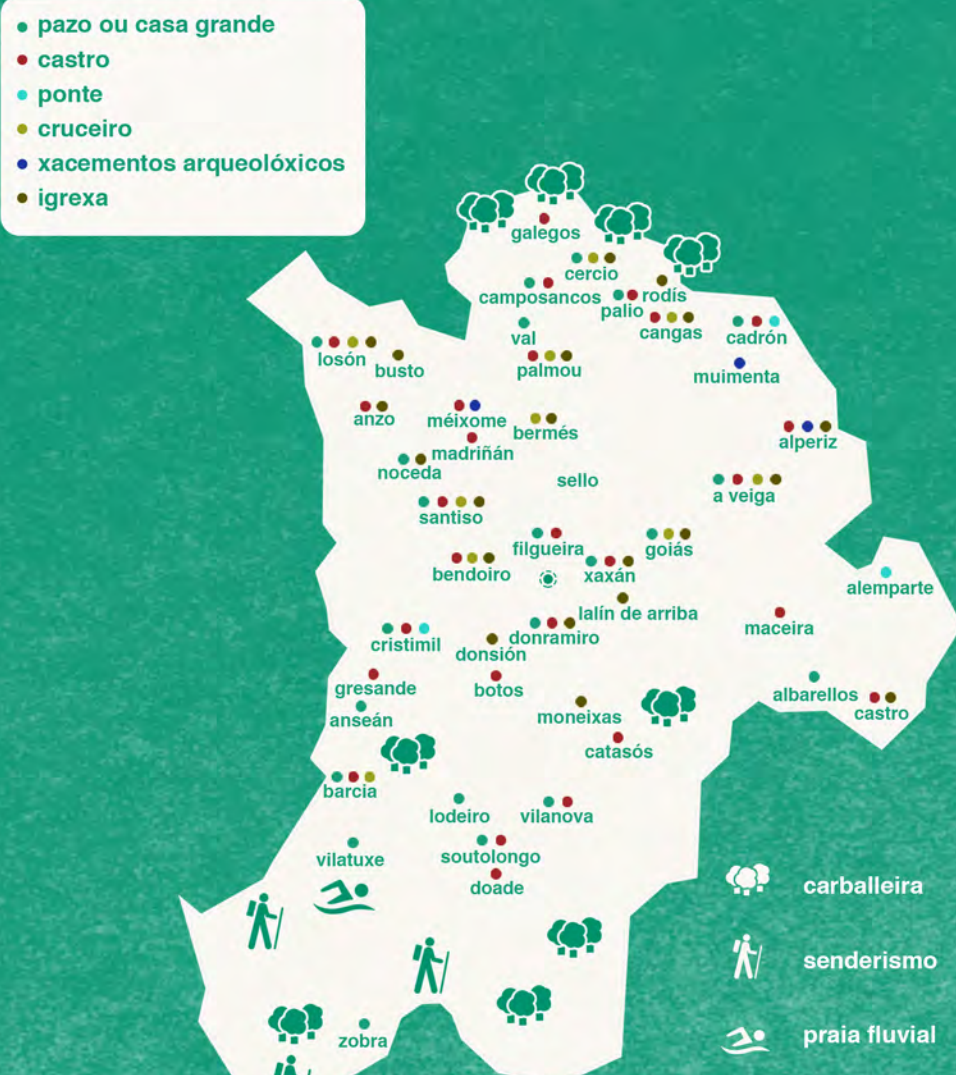 pazo ou casa grande
castro
ponte
cruceiro
xacementos arqueolóxicos
igrexa
galegos
cercio
camposancos
rodís
palio
val
cangas
cadrón
losón
busto
palmou
muimenta
anzo
méixome
bermés
madriñán
alperiz
noceda
sello
a veiga
santiso
filgueira
goiás
bendoiro
xaxán
alemparte
lalín de arriba
maceira
cristimil
donramiro
donsión
gresande
botos
albarellos
anseán
moneixas
castro
catasós
barcia
lodeiro
vilanova
vilatuxe
soutolongo
doade
carballeira
senderismo
praia fluvial
zobra